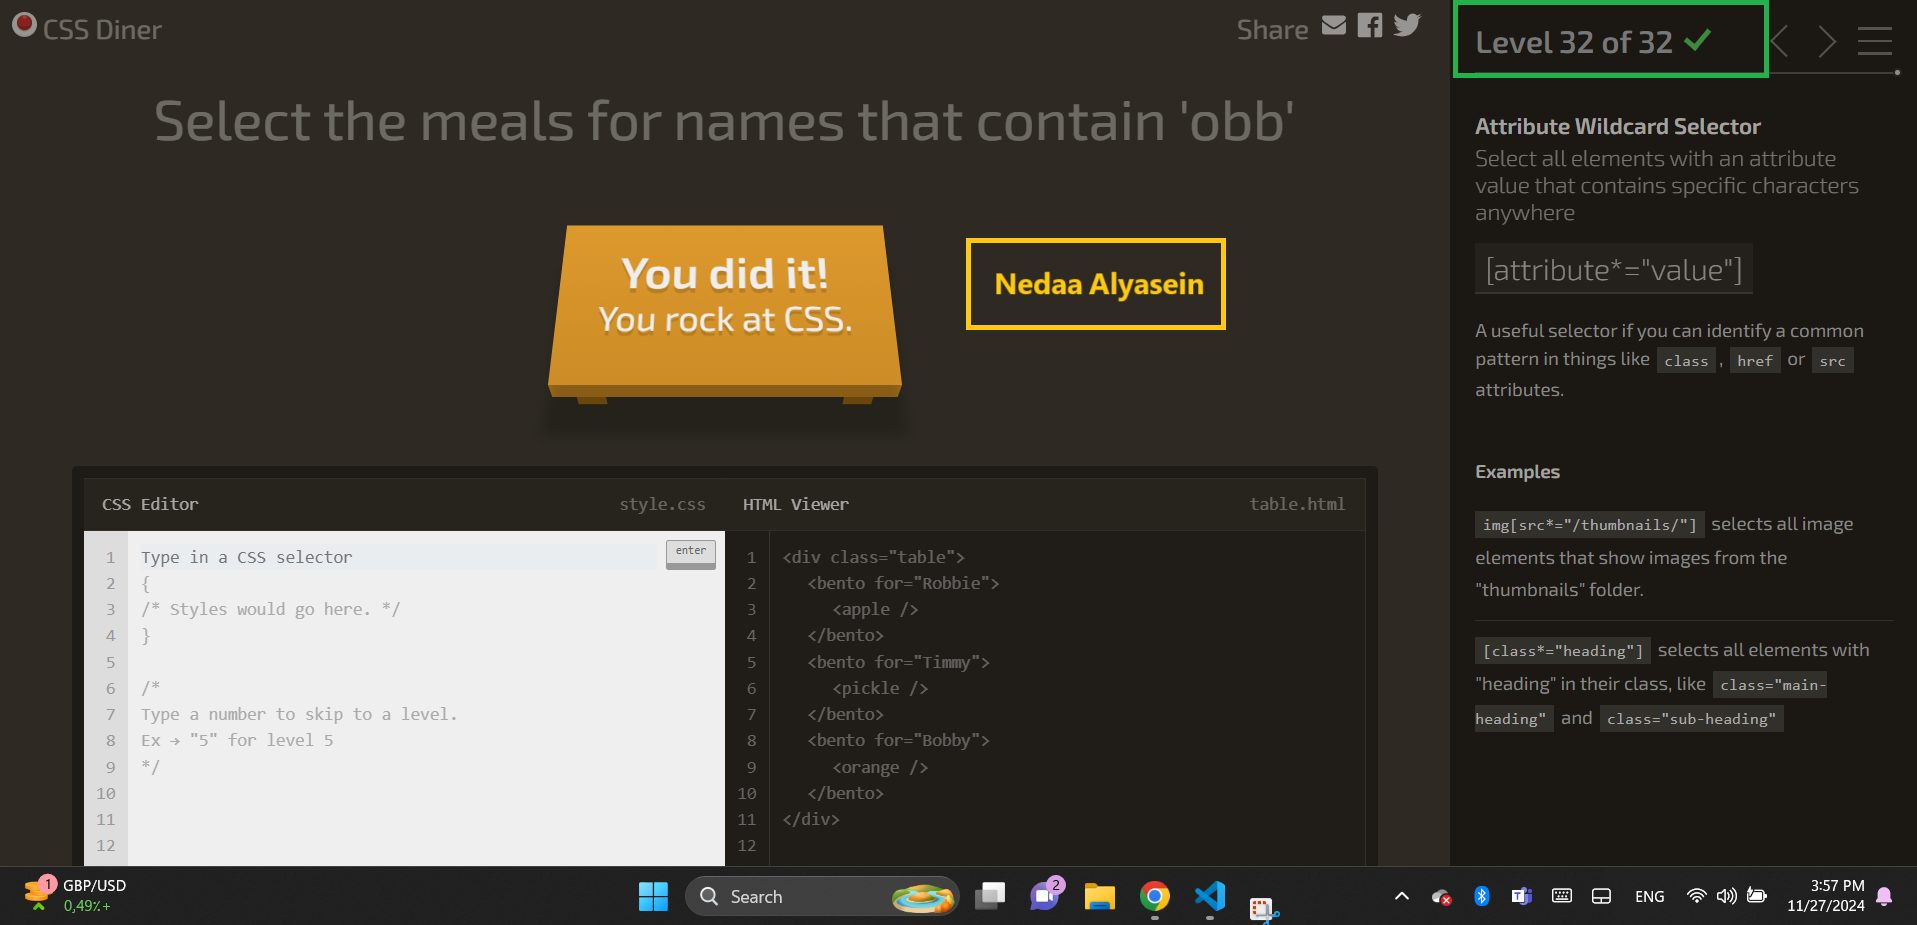 CSS Diner
Share
Level 32 of 32
Select the meals for names that contain 'obb'
You did it!
You rock at CSS.
Nedaa Alyasein
Attribute Wildcard Selector
Select all elements with an attribute
value that contains specific characters
anywhere
[attribute*="value"]
A useful selector if you can identify a common
pattern in things like class , href or src
attributes.
Examples
img[src*="/thumbnails/"] selects all image
elements that show images from the
"thumbnails" folder.
[class*="heading"] selects all elements with
"heading" in their class, like class="main-
heading" and class="sub-heading"
CSS Editor style.css
1 Type in a CSS selector enter
2 {
3 /* Styles would go here. */
4 }
5
6 /*
7 Type a number to skip to a level.
8 Ex → "5" for level 5
9 */
10
11
12
HTML Viewer table.html
1 <div class="table">
2 <bento for="Robbie">
3 <apple />
4 </bento>
5 <bento for="Timmy">
6 <pickle />
7 </bento>
8 <bento for="Bobby">
9 <orange />
10 </bento>
11 </div>
12
1 GBP/USD
0,49%+
Search
2
T
ENG
3:57 PM
11/27/2024